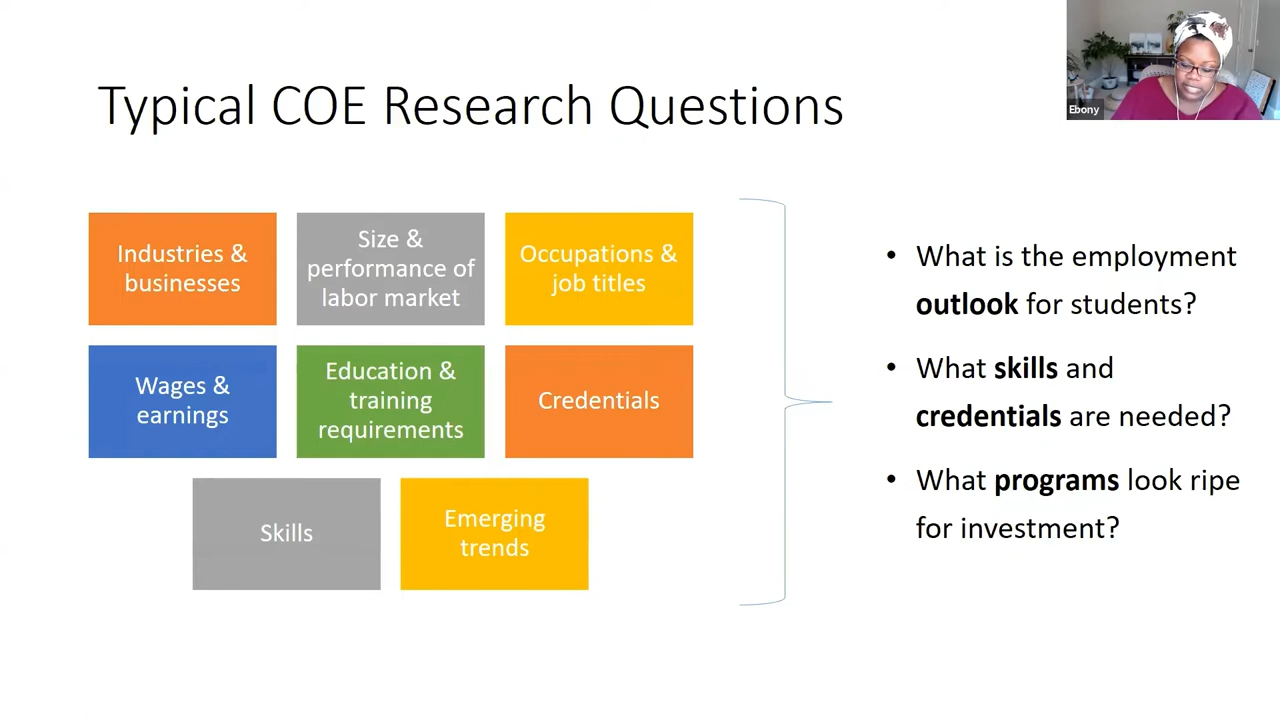 Typical COE Research Questions
Ebony
Industries &
businesses
Size &
performance of
labor market
Occupations &
job titles
Wages &
earnings
Education &
training
requirements
Credentials
Skills
Emerging
trends
• What is the employment
outlook for students?
• What skills and
credentials are needed?
• What programs look ripe
for investment?